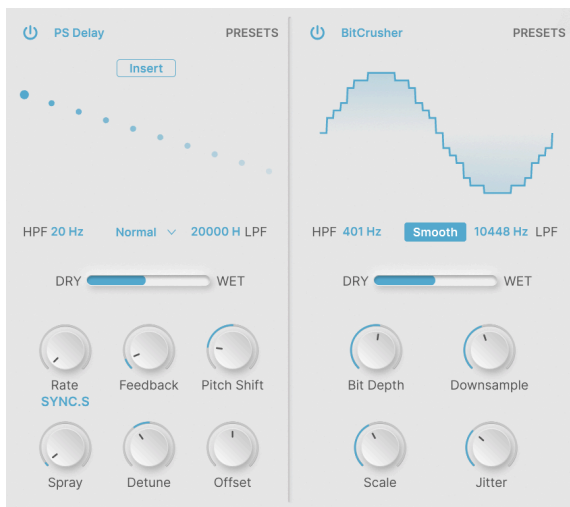 PS Delay PRESETS
Insert
HPF 20 Hz Normal 20000 H LPF
DRY WET
Rate Feedback Pitch Shift
SYNC.S
Spray Detune Offset
BitCrusher PRESETS
HPF 401 Hz Smooth 10448 Hz LPF
DRY WET
Bit Depth Downsample
Scale Jitter